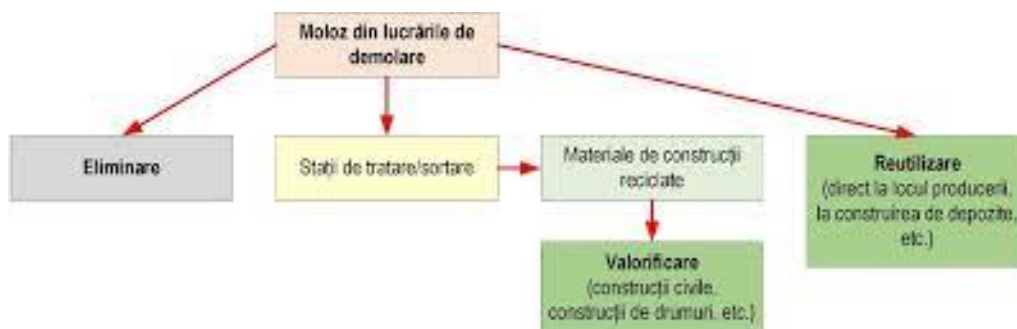 Moloz din lucrările de
demolare
Eliminare
Stații de tratare/sortare
Materiale de construcții
reciclate
Reutilizare
(direct la locul producerii,
la construirea de depozite,
etc.)
Valorificare
(construcții civile,
construcții de drumuri, etc.)